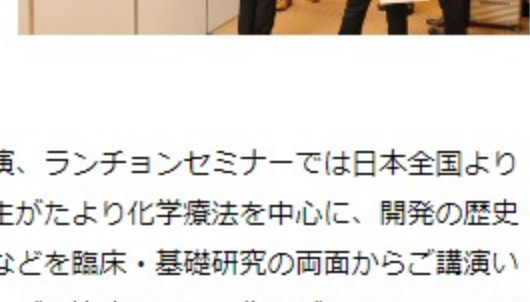 演、ランチョンセミナーでは日本全国より
生がたより化学療法を中心に、開発の歴史
などを臨床・基礎研究の両面からご講演い